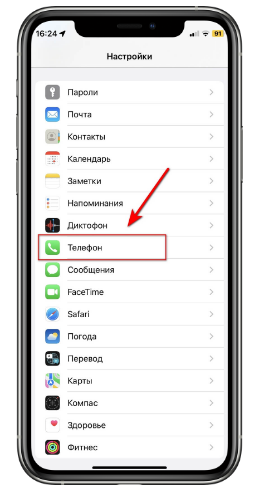 16:24
91
Настройки
Пароли
Почта
Контакты
Календарь
Заметки
Напоминания
Диктофон
Телефон
Сообщения
FaceTime
Safari
Погода
Перевод
Карты
Компас
Здоровье
Фитнес